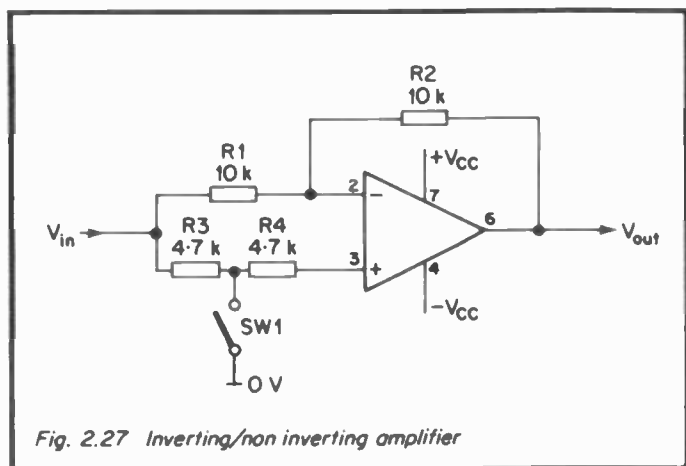 R2
10 k
R1
10 k
+VCC
2
-
7
Vin
R3
4·7 k
R4
4·7 k
6
Vout
3
+
4
SW1
-VCC
0 V
Fig. 2.27 Inverting/non inverting amplifier